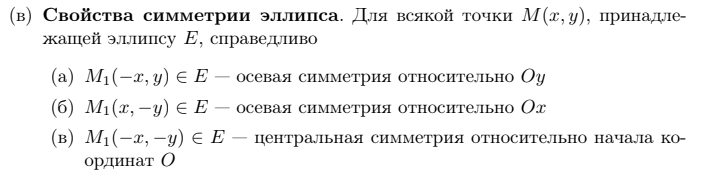 (в) Свойства симметрии эллипса. Для всякой точки M(x, y), принадле-
жащей эллипсу E, справедливо
(а) M₁(−x, y) ∈ E — осевая симметрия относительно Oy
(б) M₁(x, −y) ∈ E — осевая симметрия относительно Ox
(в) M₁(−x, −y) ∈ E — центральная симметрия относительно начала ко-
ординат O